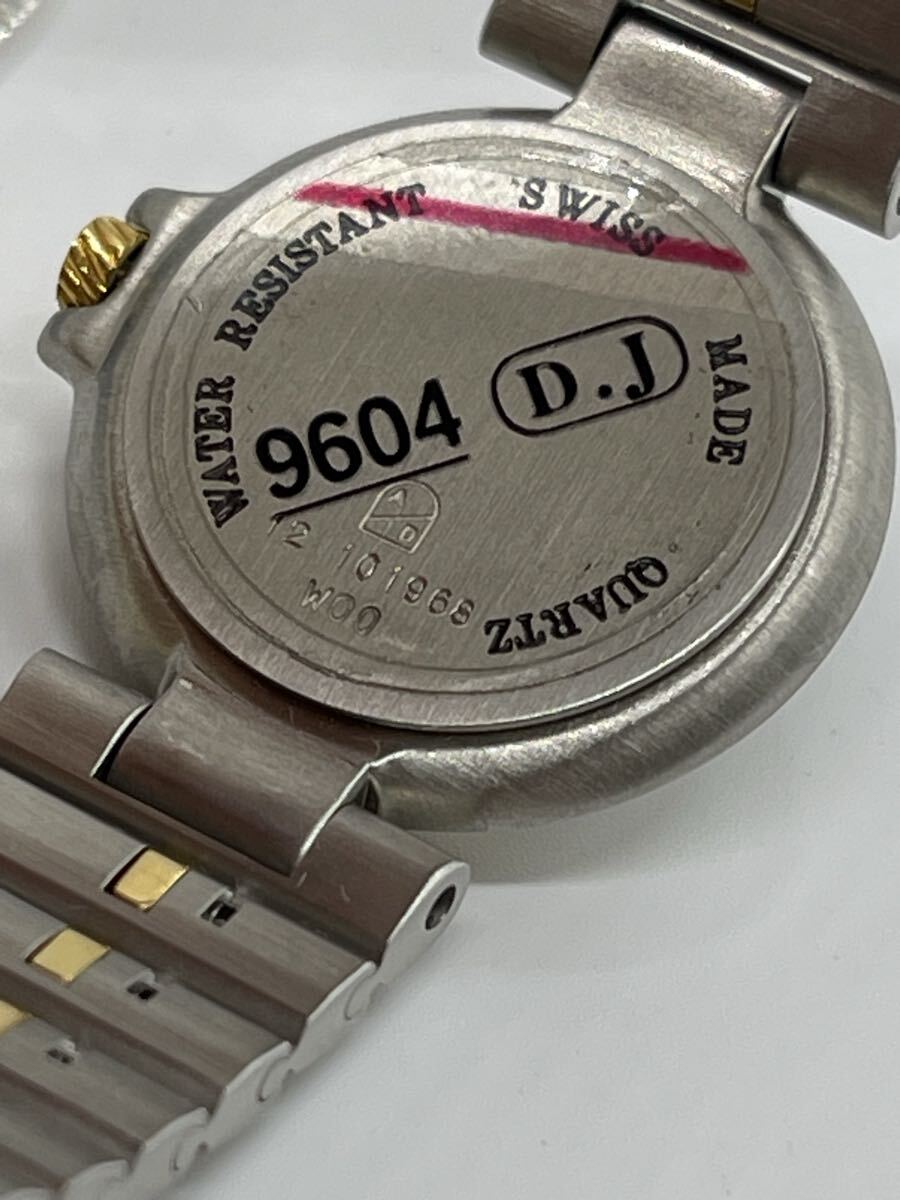 WATER RESISTANT
SWISS
MADE
QUARTZ
9604
D.J
A
D
12 101968
W00